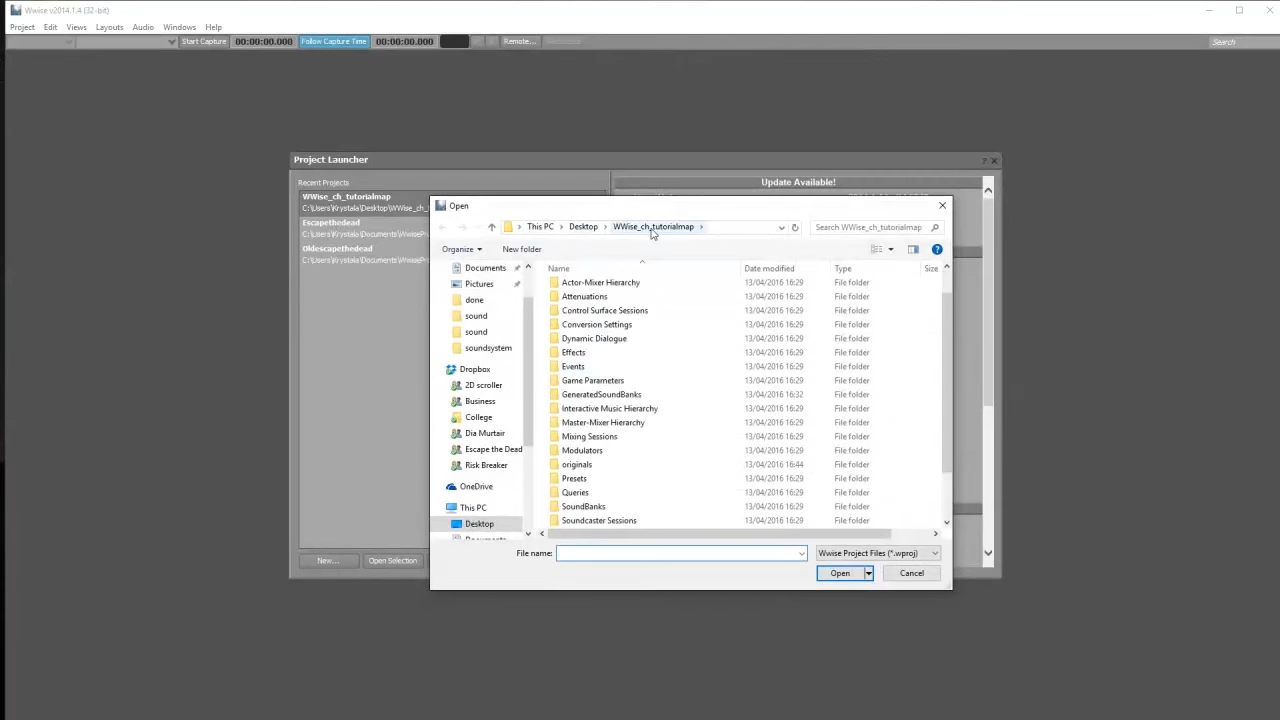 Wwise v2014.1.4 (32-bit)
Project Edit Views Layouts Audio Windows Help
Start Capture 00:00:00.000 Follow Capture Time 00:00:00.000 Remote... Search
Project Launcher
Recent Projects Update Available!
WWise_ch_tutorialmap
C:\Users\Krystala\Desktop\WWise_ch_t
Escapethedead
C:\Users\Krystala\Documents\WwisePr
Oldescapethedead
C:\Users\Krystala\Documents\WwisePr
New... Open Selection
Open
This PC > Desktop > WWise_ch_tutorialmap > Search WWise_ch_tutorialmap
Organize New folder
Documents
Pictures
done
sound
sound
soundsystem
Dropbox
2D scroller
Business
College
Dia Murtair
Escape the Dead
Risk Breaker
OneDrive
This PC
Desktop
Name Date modified Type Size
Actor-Mixer Hierarchy 13/04/2016 16:29 File folder
Attenuations 13/04/2016 16:29 File folder
Control Surface Sessions 13/04/2016 16:29 File folder
Conversion Settings 13/04/2016 16:29 File folder
Dynamic Dialogue 13/04/2016 16:29 File folder
Effects 13/04/2016 16:29 File folder
Events 13/04/2016 16:29 File folder
Game Parameters 13/04/2016 16:29 File folder
GeneratedSoundBanks 13/04/2016 16:32 File folder
Interactive Music Hierarchy 13/04/2016 16:29 File folder
Master-Mixer Hierarchy 13/04/2016 16:29 File folder
Mixing Sessions 13/04/2016 16:29 File folder
Modulators 13/04/2016 16:29 File folder
originals 13/04/2016 16:44 File folder
Presets 13/04/2016 16:29 File folder
Queries 13/04/2016 16:29 File folder
SoundBanks 13/04/2016 16:29 File folder
Soundcaster Sessions 13/04/2016 16:29 File folder
File name: Wwise Project Files (*.wproj)
Open Cancel